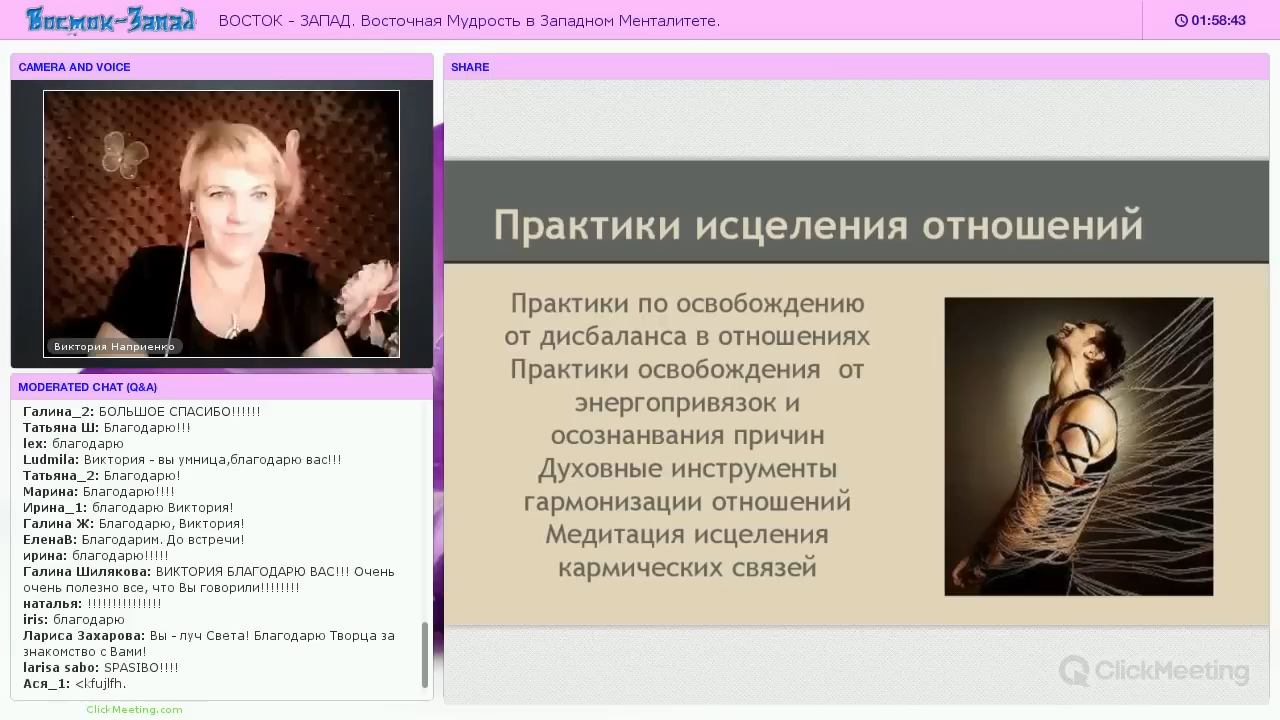 Восток-Запад
ВОСТОК - ЗАПАД. Восточная Мудрость в Западном Менталитете.
01:58:43
CAMERA AND VOICE
Виктория Наприенко
MODERATED CHAT (Q&A)
Галина_2: БОЛЬШОЕ СПАСИБО!!!!!!
Татьяна Ш: Благодарю!!!
lex: благодарю
Ludmila: Виктория - вы умница,благодарю вас!!!
Татьяна_2: Благодарю!
Марина: Благодарю!!!!
Ирина_1: благодарю Виктория!
Галина Ж: Благодарю, Виктория!
ЕленаВ: Благодарим. До встречи!
ирина: благодарю!!!!!
Галина Шилякова: ВИКТОРИЯ БЛАГОДАРЮ ВАС!!! Очень
очень полезно все, что Вы говорили!!!!!!!!
наталья: !!!!!!!!!!!!!!!
iris: благодарю
Лариса Захарова: Вы - луч Света! Благодарю Творца за
знакомство с Вами!
larisa sabo: SPASIBO!!!!
Ася_1: <kfujlfh.
ClickMeeting.com
SHARE
Практики исцеления отношений
Практики по освобождению
от дисбаланса в отношениях
Практики освобождения от
энергопривязок и
осознанвания причин
Духовные инструменты
гармонизации отношений
Медитация исцеления
кармических связей
ClickMeeting